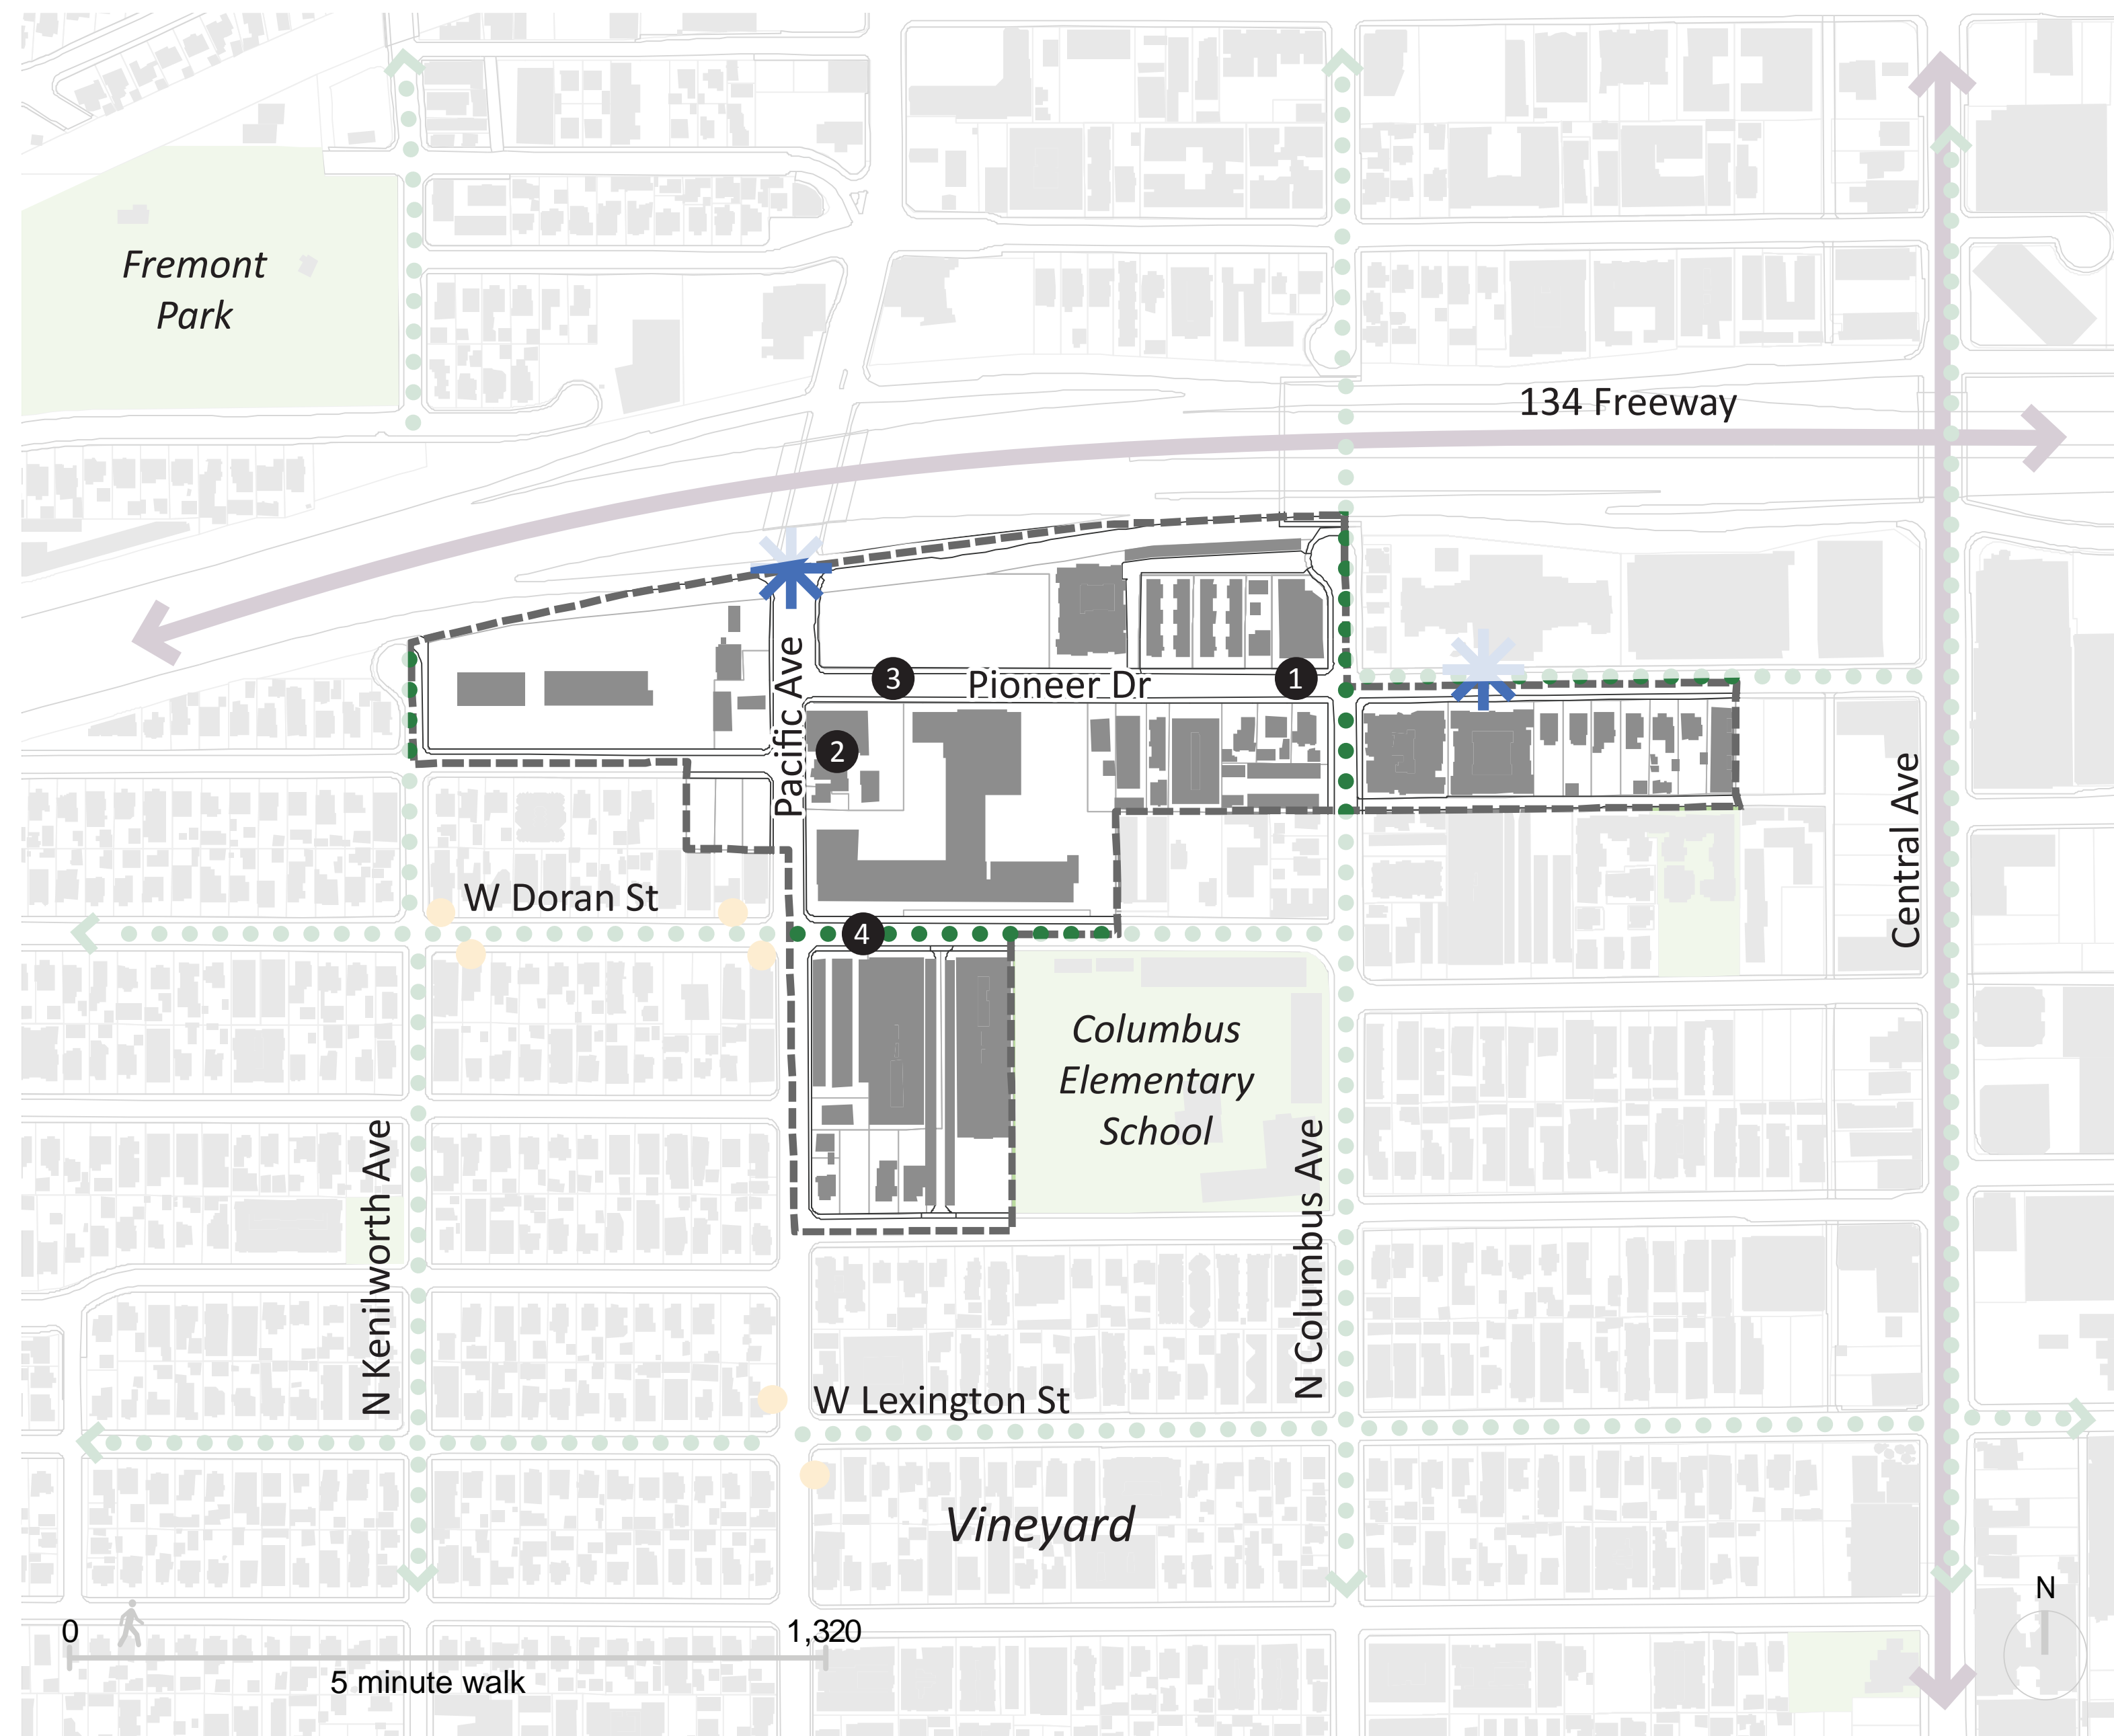 Fremont
Park
134 Freeway
Pacific Ave
3
Pioneer Dr
1
2
Central Ave
W Doran St
4
Columbus
Elementary
School
N Kenilworth Ave
N Columbus Ave
W Lexington St
Vineyard
N
0
1,320
5 minute walk